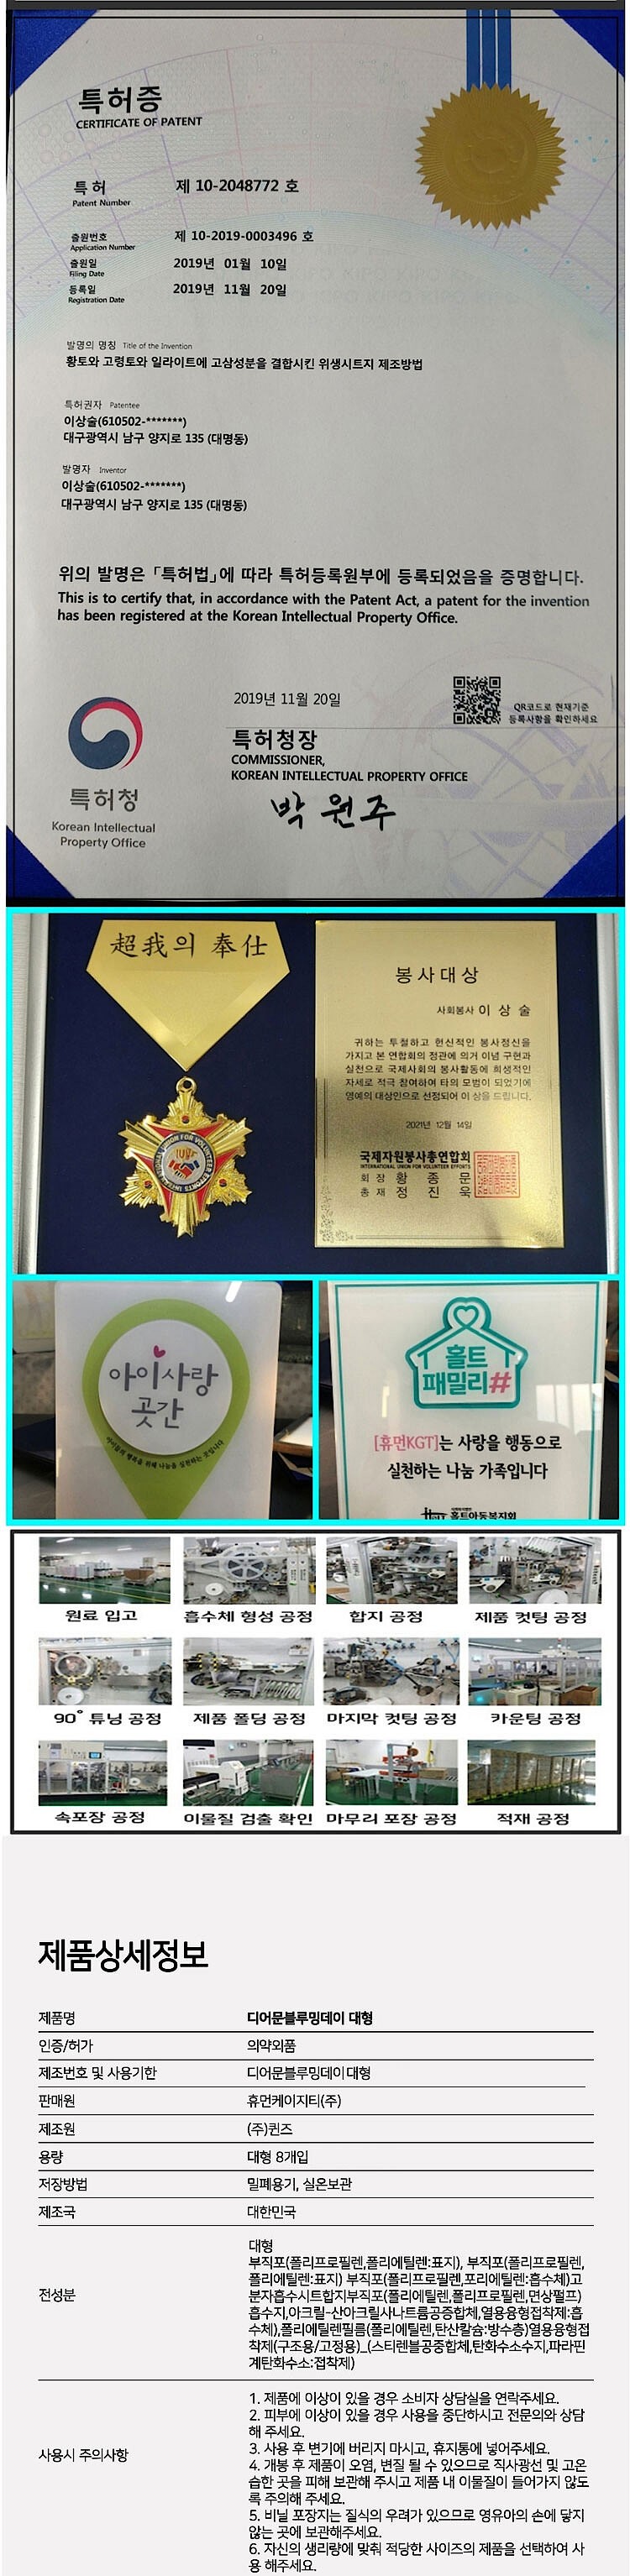 특허증
CERTIFICATE OF PATENT
특허 제 10-2048772 호
Patent Number
출원번호 제 10-2019-0003496 호
Application Number
출원일 2019년 01월 10일
Filing Date
등록일 2019년 11월 20일
Registration Date
발명의 명칭 Title of the Invention
황토와 고령토와 일라이트에 고삼성분을 결합시킨 위생시트지 제조방법
특허권자 Patentee
이상술(610502-*******)
대구광역시 남구 양지로 135 (대명동)
발명자 Inventor
이상술(610502-*******)
대구광역시 남구 양지로 135 (대명동)
위의 발명은 「특허법」에 따라 특허등록원부에 등록되었음을 증명합니다.
This is to certify that, in accordance with the Patent Act, a patent for the invention
has been registered at the Korean Intellectual Property Office.
2019년 11월 20일
QR코드로 현재기준
등록사항을 확인하세요
특허청장
COMMISSIONER,
KOREAN INTELLECTUAL PROPERTY OFFICE
박원주
특허청
Korean Intellectual
Property Office
超我의 奉仕
봉사대상
사회봉사 이 상 술
귀하는 투철하고 헌신적인 봉사정신을
가지고 본 연합회의 정관에 의거 이념 구현과
실천으로 국제사회의 봉사활동에 희생적인
자세로 적극 참여하여 타의 모범이 되었기에
영예의 대상인으로 선정되어 이 상을 드립니다.
2021년 12월 14일
국제자원봉사총연합회
INTERNATIONAL UNION FOR VOLUNTEER EFFORTS
회 장 황 종 문
총 재 정 진 욱
아이사랑
곳간
아이들의 행복을 위해 나눔을 실천하는 곳입니다
홀트
패밀리#
[휴먼KGT]는 사랑을 행동으로
실천하는 나눔 가족입니다
홀트아동복지회
원료 입고 흡수체 형성 공정 합지 공정 제품 컷팅 공정
90° 튜닝 공정 제품 폴딩 공정 마지막 컷팅 공정 카운팅 공정
속포장 공정 이물질 검출 확인 마무리 포장 공정 적재 공정
제품상세정보
제품명 디어문블루밍데이 대형
인증/허가 의약외품
제조번호 및 사용기한 디어문블루밍데이대형
판매원 휴먼케이지티(주)
제조원 (주)퀸즈
용량 대형 8개입
저장방법 밀폐용기, 실온보관
제조국 대한민국
전성분
대형
부직포(폴리프로필렌,폴리에틸렌:표지), 부직포(폴리프로필렌,
폴리에틸렌:표지) 부직포(폴리프로필렌,포리에틸렌:흡수체)고
분자흡수시트합지부직포(폴리에틸렌,폴리프로필렌,면상펄프)
흡수지,아크릴-산아크릴사나트륨공중합체,열용융형접착제:흡
수체),폴리에틸렌필름(폴리에틸렌,탄산칼슘:방수층)열용융형접
착제(구조용/고정용)_(스티렌블공중합체,탄화수소수지,파라핀
계탄화수소:접착제)
사용시 주의사항
1. 제품에 이상이 있을 경우 소비자 상담실을 연락주세요.
2. 피부에 이상이 있을 경우 사용을 중단하시고 전문의와 상담
해 주세요.
3. 사용 후 변기에 버리지 마시고, 휴지통에 넣어주세요.
4. 개봉 후 제품이 오염, 변질 될 수 있으므로 직사광선 및 고온
습한 곳을 피해 보관해 주시고 제품 내 이물질이 들어가지 않도
록 주의해 주세요.
5. 비닐 포장지는 질식의 우려가 있으므로 영유아의 손에 닿지
않는 곳에 보관해주세요.
6. 자신의 생리량에 맞춰 적당한 사이즈의 제품을 선택하여 사
용 해주세요.